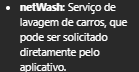 • netWash: Serviço de
lavagem de carros, que
pode ser solicitado
diretamente pelo
aplicativo.